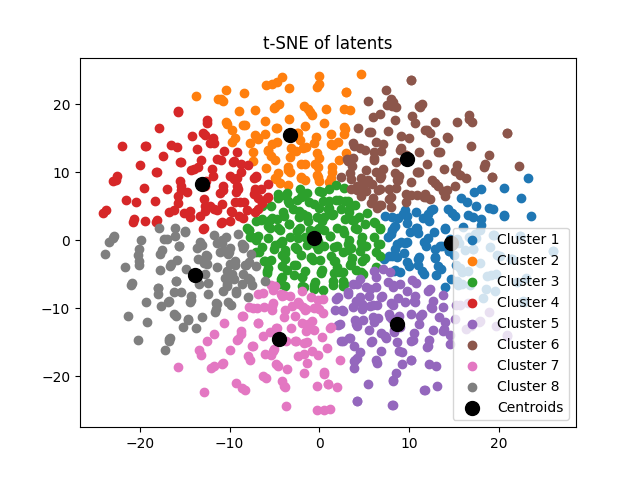 t-SNE of latents
20
10
0
−10
−20
−20 −10 0 10 20
Cluster 1
Cluster 2
Cluster 3
Cluster 4
Cluster 5
Cluster 6
Cluster 7
Cluster 8
Centroids